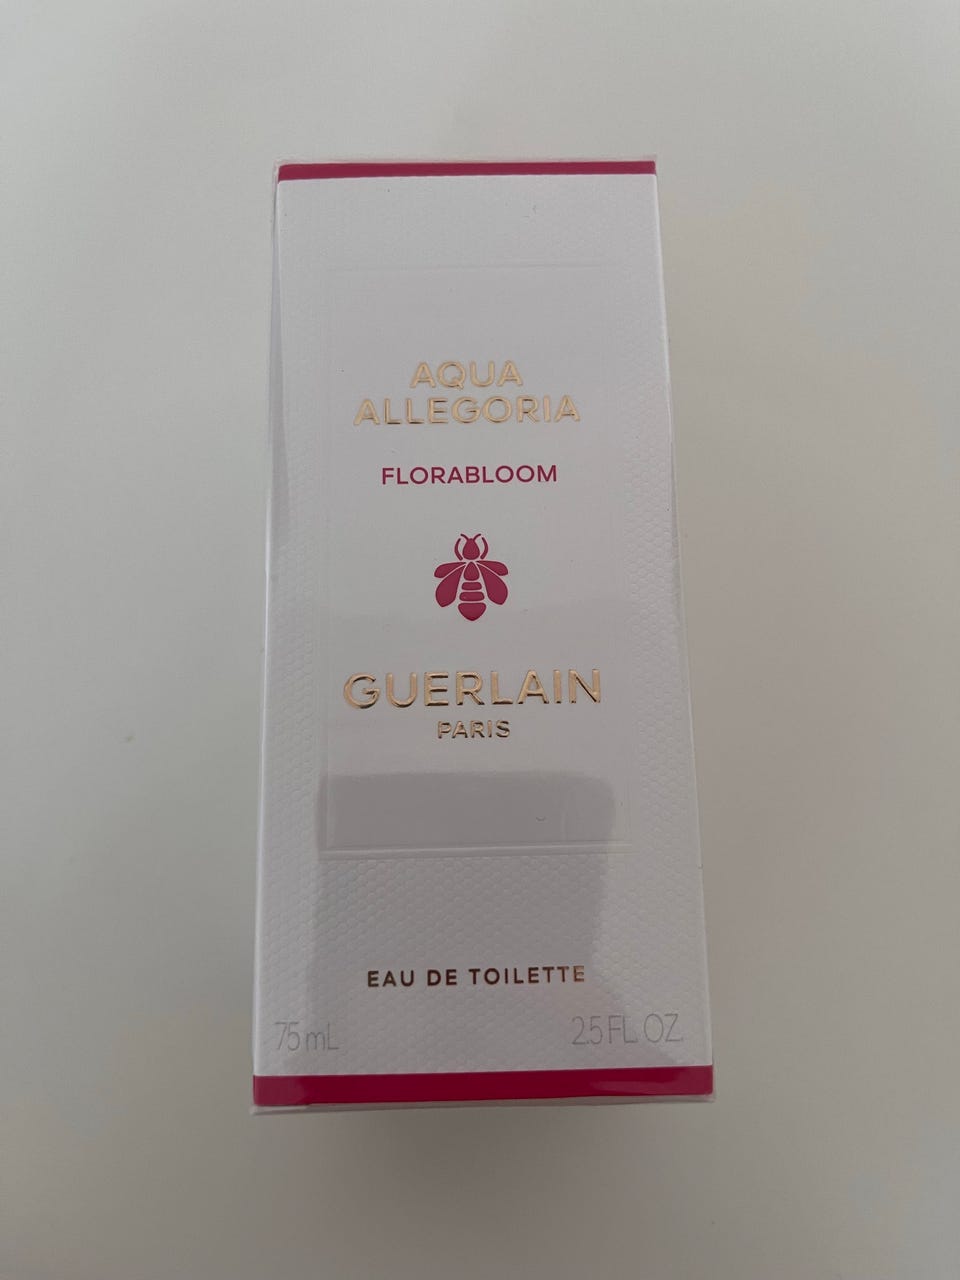 AQUA
ALLEGORIA
FLORABLOOM
GUERLAIN
PARIS
EAU DE TOILETTE
75 mL 2.5 FL. OZ.